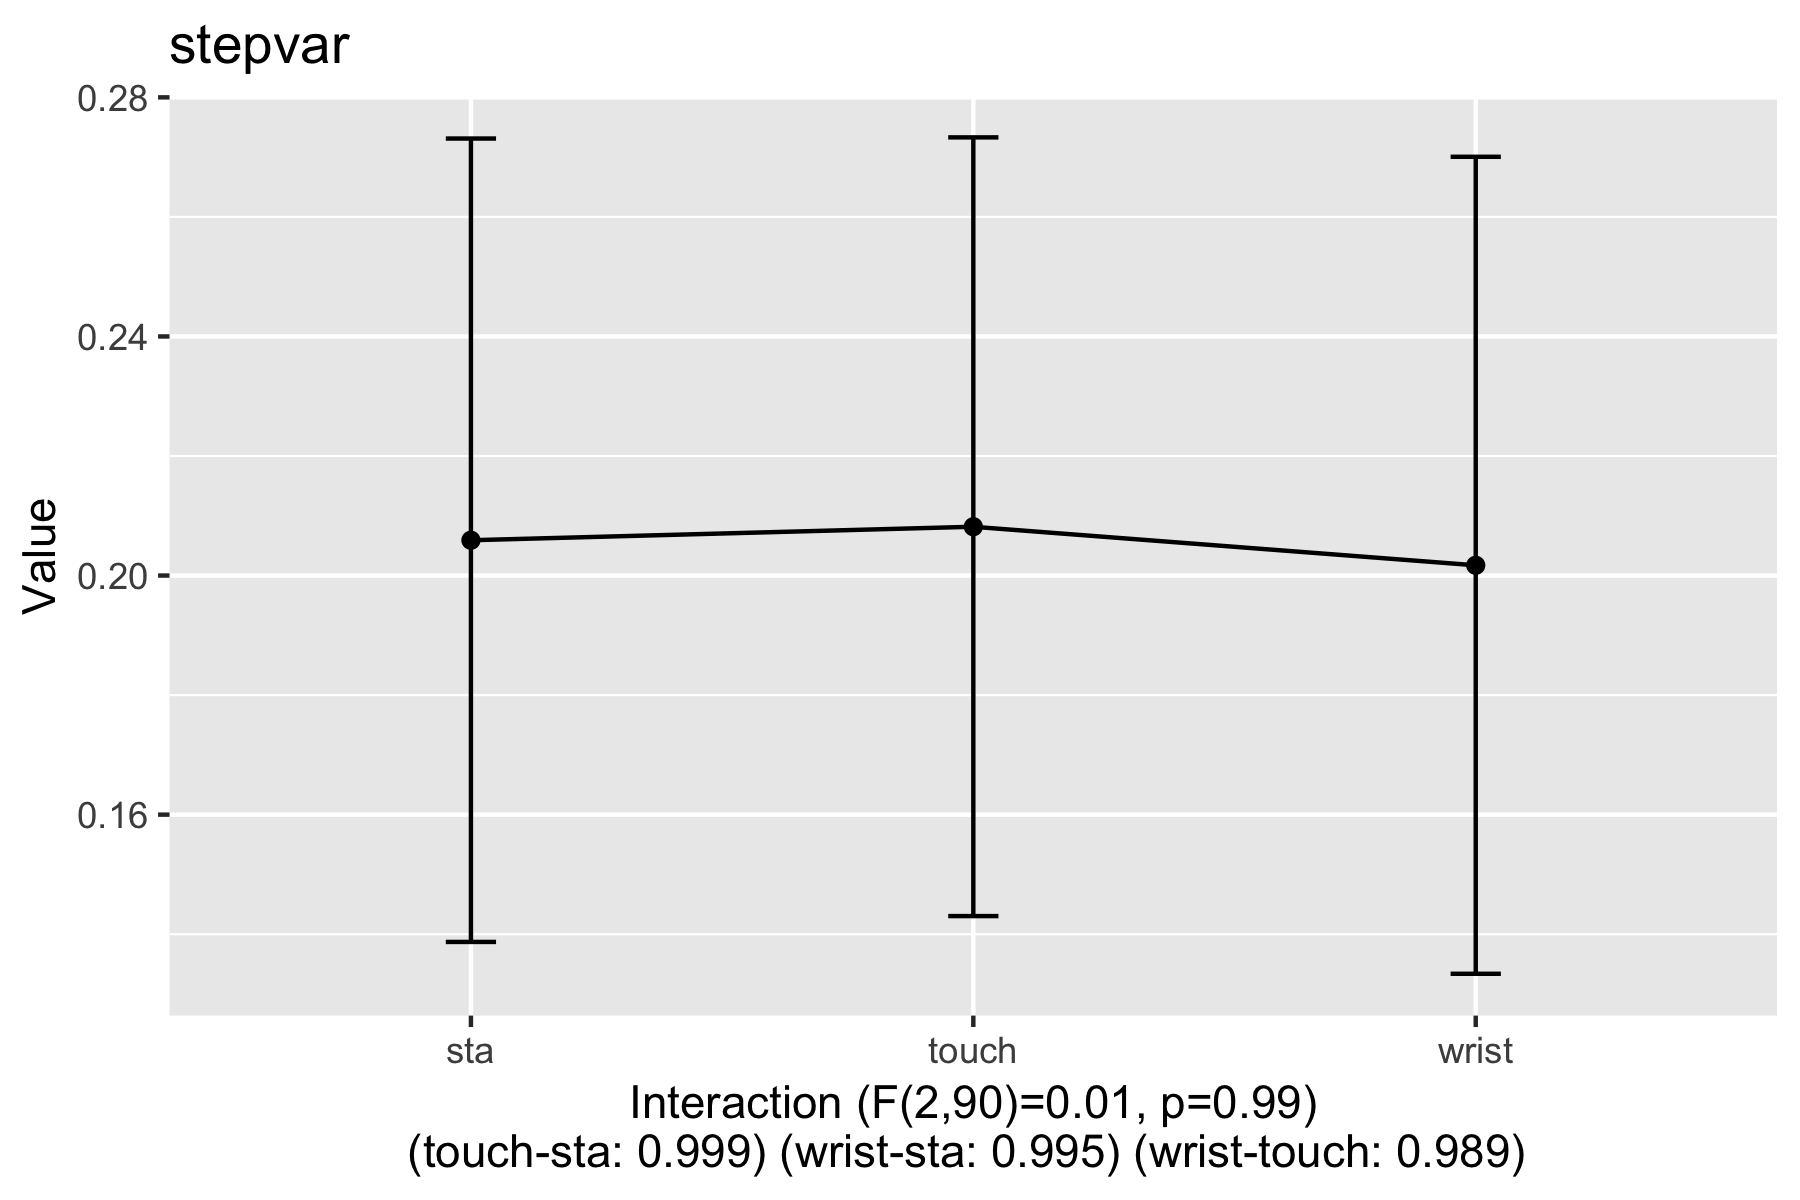 stepvar
0.28
0.24
0.20
0.16
Value
sta touch wrist
Interaction (F(2,90)=0.01, p=0.99)
(touch-sta: 0.999) (wrist-sta: 0.995) (wrist-touch: 0.989)